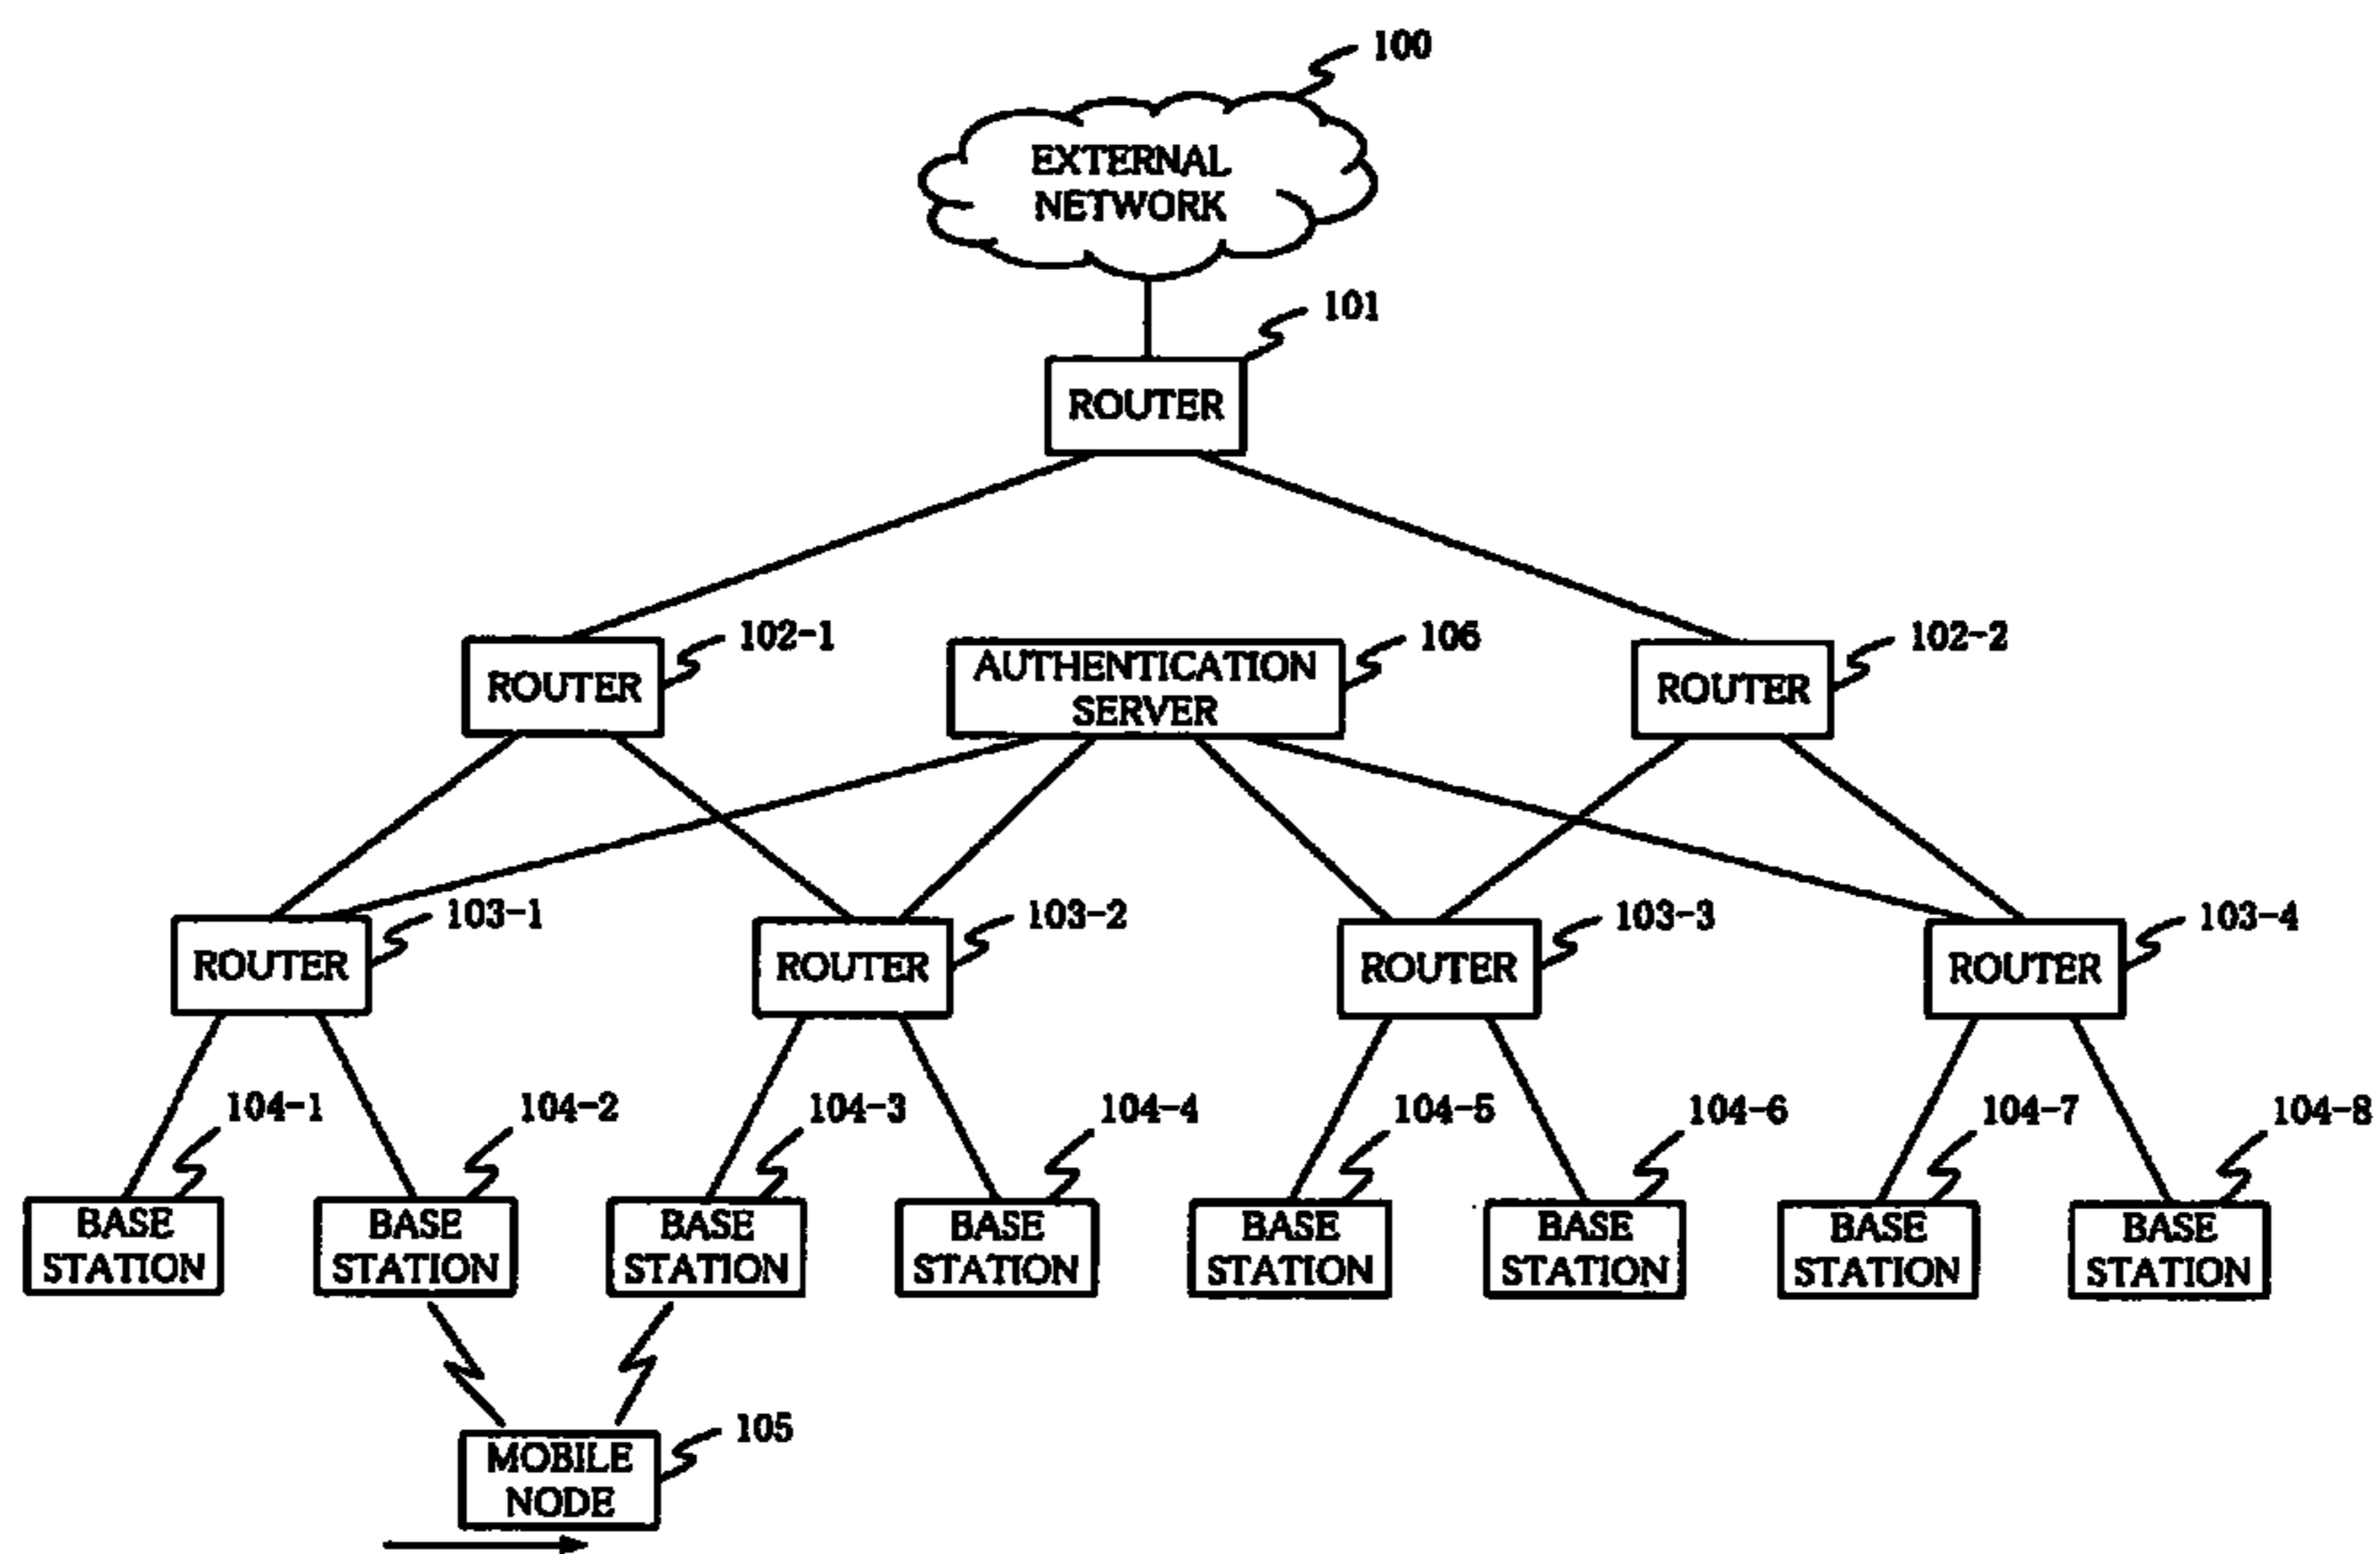 100
EXTERNAL
NETWORK
101
ROUTER
102-1
106
102-2
ROUTER
AUTHENTICATION
SERVER
ROUTER
103-1
103-2
103-3
103-4
ROUTER
ROUTER
ROUTER
ROUTER
104-1
104-2
104-3
104-4
104-5
104-6
104-7
104-8
BASE
STATION
BASE
STATION
BASE
STATION
BASE
STATION
BASE
STATION
BASE
STATION
BASE
STATION
BASE
STATION
105
MOBILE
NODE